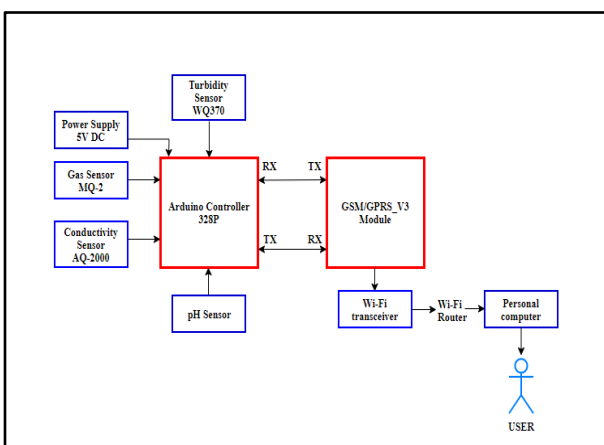 Turbidity
Sensor
WQ370
Power Supply
5V DC
Gas Sensor
MQ-2
Conductivity
Sensor
AQ-2000
pH Sensor
Arduino Controller
328P
RX
TX
TX
RX
GSM/GPRS_V3
Module
Wi-Fi
transceiver
Wi-Fi
Router
Personal
computer
USER